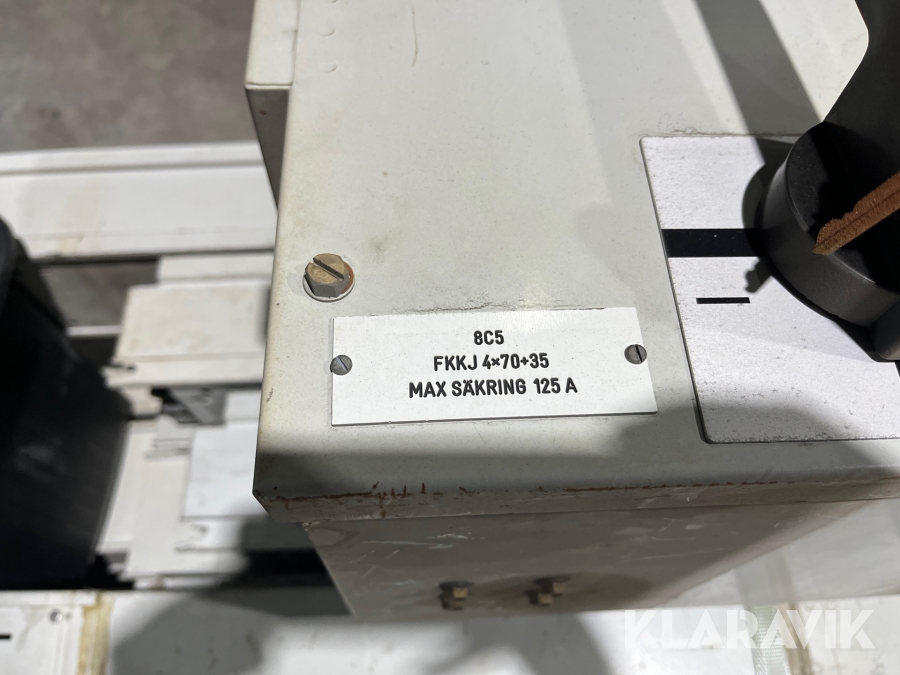 8C5
FKKJ 4×70+35
MAX SÄKRING 125 A
KLARAVIK